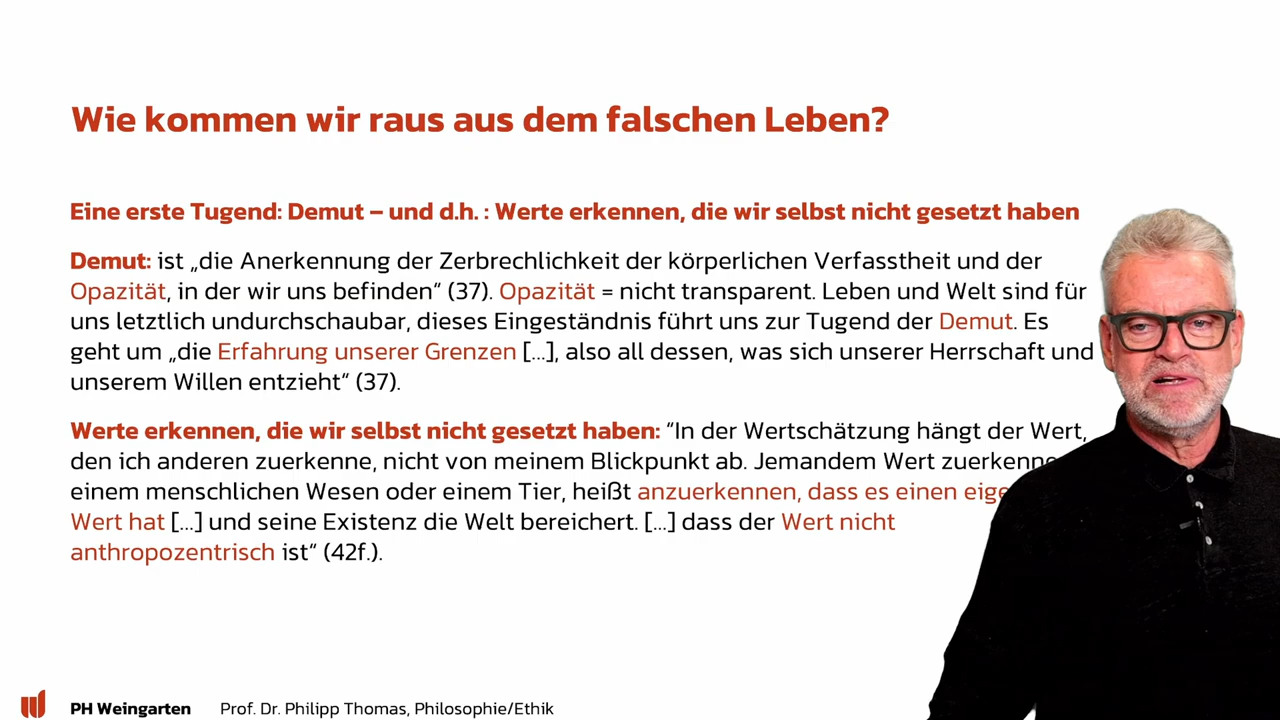 Wie kommen wir raus aus dem falschen Leben?
Eine erste Tugend: Demut – und d.h. : Werte erkennen, die wir selbst nicht gesetzt haben
Demut: ist „die Anerkennung der Zerbrechlichkeit der körperlichen Verfasstheit und der
Opazität, in der wir uns befinden“ (37). Opazität = nicht transparent. Leben und Welt sind für
uns letztlich undurchschaubar, dieses Eingeständnis führt uns zur Tugend der Demut. Es
geht um „die Erfahrung unserer Grenzen [...], also all dessen, was sich unserer Herrschaft und
unserem Willen entzieht“ (37).
Werte erkennen, die wir selbst nicht gesetzt haben: “In der Wertschätzung hängt der Wert,
den ich anderen zuerkenne, nicht von meinem Blickpunkt ab. Jemandem Wert
einem menschlichen Wesen oder einem Tier, heißt anzuerkennen, dass es einen
Wert hat [...] und seine Existenz die Welt bereichert. [...] dass der Wert nicht
anthropozentrisch ist“ (42f.).
PH Weingarten Prof. Dr. Philipp Thomas, Philosophie/Ethik